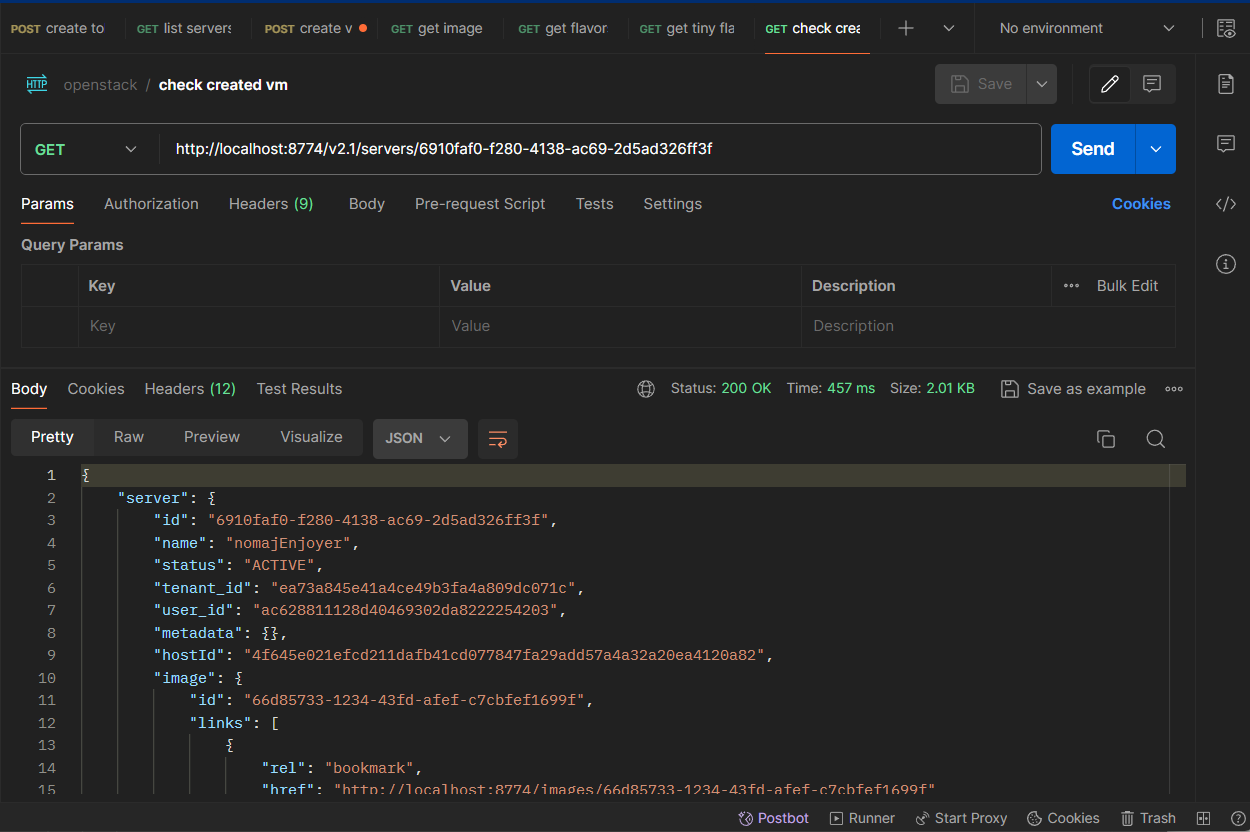 POST create to GET list servers POST create v GET get image GET get flavor GET get tiny fla GET check crea No environment
HTTP openstack / check created vm Save
GET http://localhost:8774/v2.1/servers/6910faf0-f280-4138-ac69-2d5ad326ff3f Send
Params Authorization Headers (9) Body Pre-request Script Tests Settings Cookies
Query Params
Key Value Description ••• Bulk Edit
Key Value Description
Body Cookies Headers (12) Test Results Status: 200 OK Time: 457 ms Size: 2.01 KB Save as example •••
Pretty Raw Preview Visualize JSON
1 {
2 "server": {
3 "id": "6910faf0-f280-4138-ac69-2d5ad326ff3f",
4 "name": "nomajEnjoyer",
5 "status": "ACTIVE",
6 "tenant_id": "ea73a845e41a4ce49b3fa4a809dc071c",
7 "user_id": "ac628811128d40469302da8222254203",
8 "metadata": {},
9 "hostId": "4f645e021efcd211dafb41cd077847fa29add57a4a32a20ea4120a82",
10 "image": {
11 "id": "66d85733-1234-43fd-afef-c7cbfef1699f",
12 "links": [
13 {
14 "rel": "bookmark",
15 "href": "http://localhost:8774/images/66d85733-1234-43fd-afef-c7cbfef1699f"
Postbot Runner Start Proxy Cookies Trash